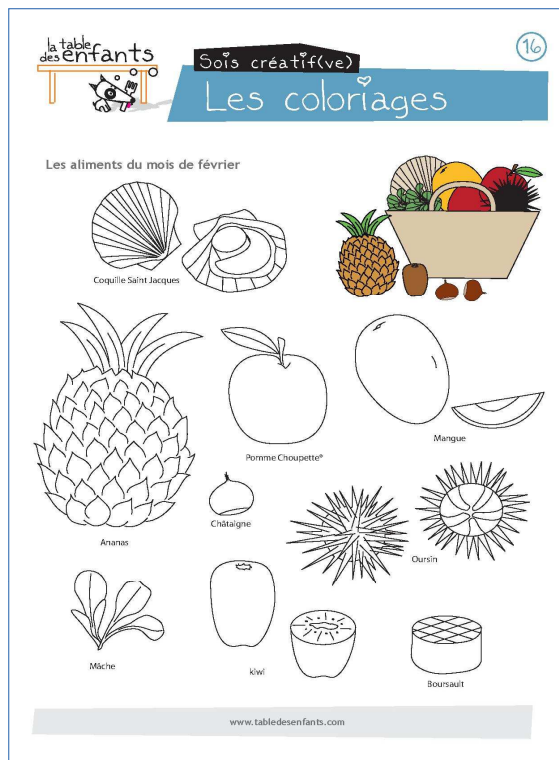 la table
des enfants
Sois créatif(ve)
16
Les coloriages
Les aliments du mois de février
Coquille Saint Jacques
Pomme Choupette®
Mangue
Châtaigne
Ananas
Oursin
Mâche
kiwi
Boursault
www.tabledesenfants.com